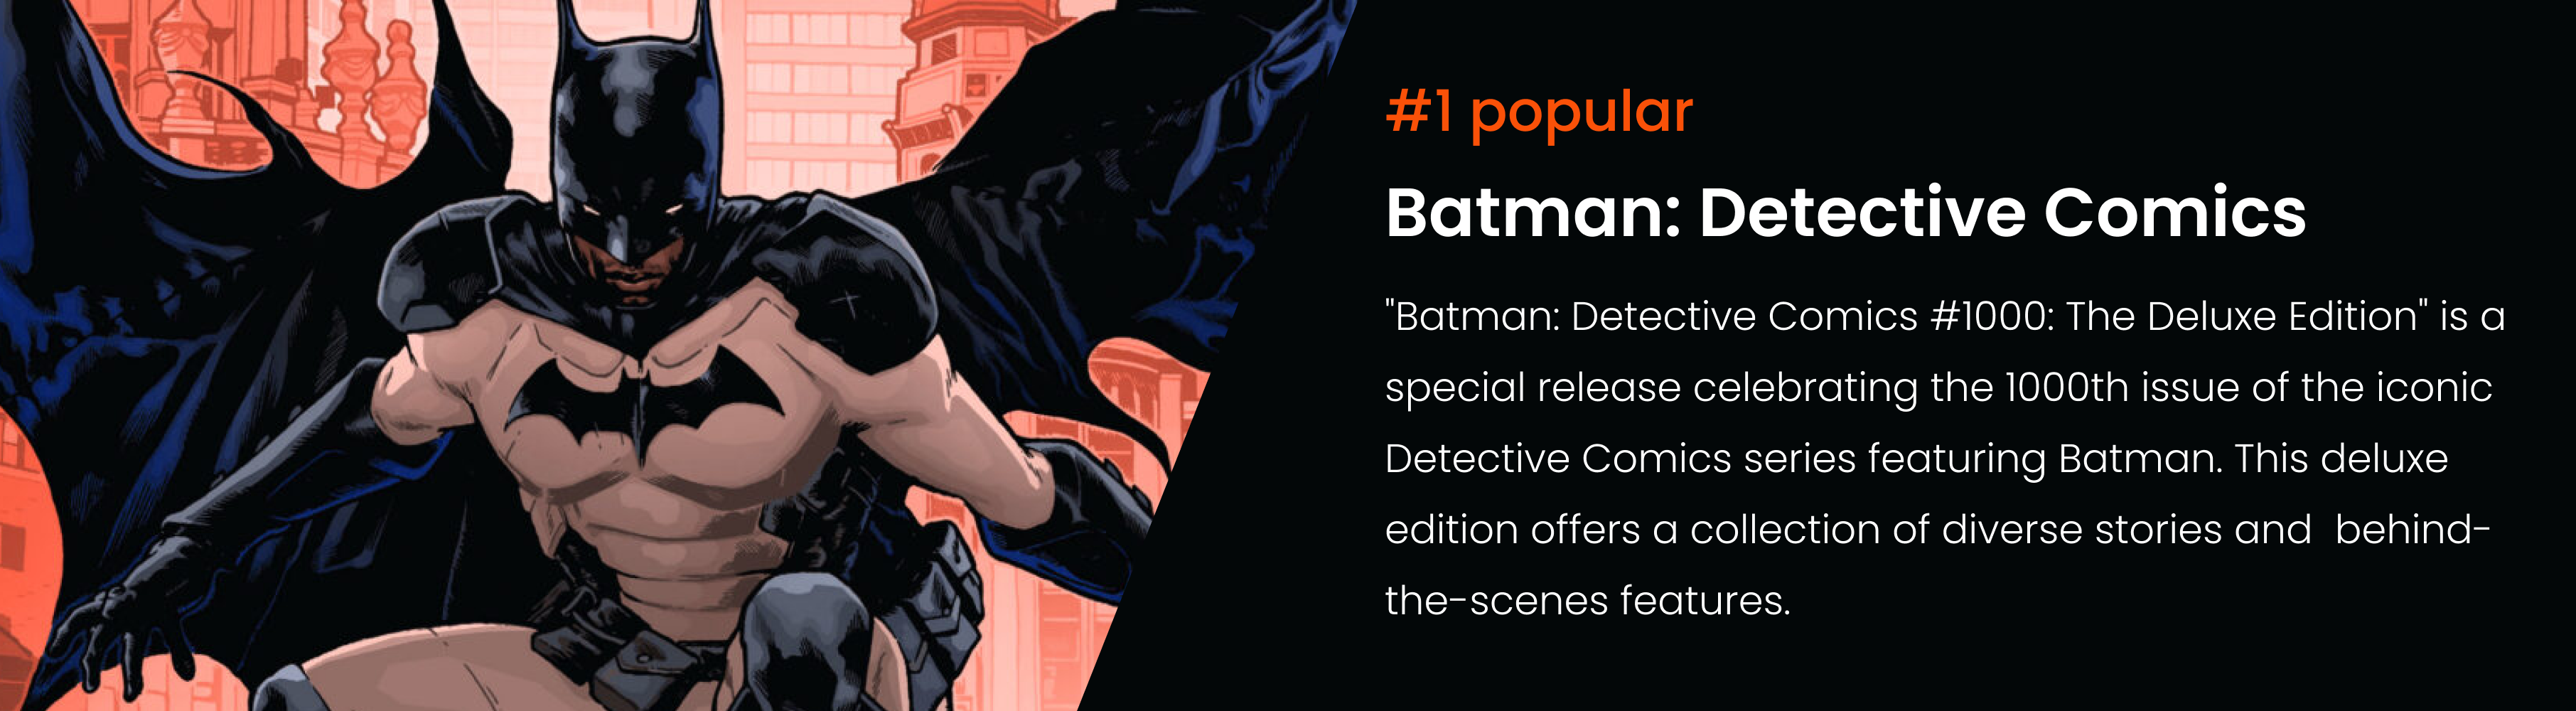 #1 popular
Batman: Detective Comics
"Batman: Detective Comics #1000: The Deluxe Edition" is a
special release celebrating the 1000th issue of the iconic
Detective Comics series featuring Batman. This deluxe
edition offers a collection of diverse stories and  behind-
the-scenes features.